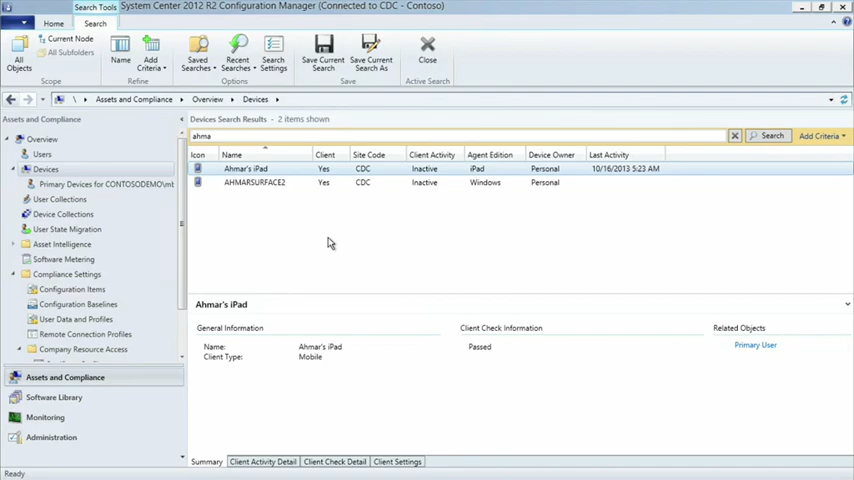 Search Tools
System Center 2012 R2 Configuration Manager (Connected to CDC - Contoso)
Home
Search
All Objects
Current Node
All Subfolders
Scope
Name
Add Criteria
Refine
Saved Searches
Recent Searches
Search Settings
Options
Save Current Search
Save Current Search As
Save
Close
Active Search
\ Assets and Compliance Overview Devices
Assets and Compliance
Overview
Users
Devices
Primary Devices for CONTOSODEMO\mb
User Collections
Device Collections
User State Migration
Asset Intelligence
Software Metering
Compliance Settings
Configuration Items
Configuration Baselines
User Data and Profiles
Remote Connection Profiles
Company Resource Access
Assets and Compliance
Software Library
Monitoring
Administration
Devices Search Results - 2 items shown
ahma
Search
Add Criteria
Icon Name Client Site Code Client Activity Agent Edition Device Owner Last Activity
Ahmar's iPad Yes CDC Inactive iPad Personal 10/16/2013 5:23 AM
AHMARSURFACE2 Yes CDC Inactive Windows Personal
Ahmar's iPad
General Information
Name: Ahmar's iPad
Client Type: Mobile
Client Check Information
Passed
Related Objects
Primary User
Summary Client Activity Detail Client Check Detail Client Settings
Ready